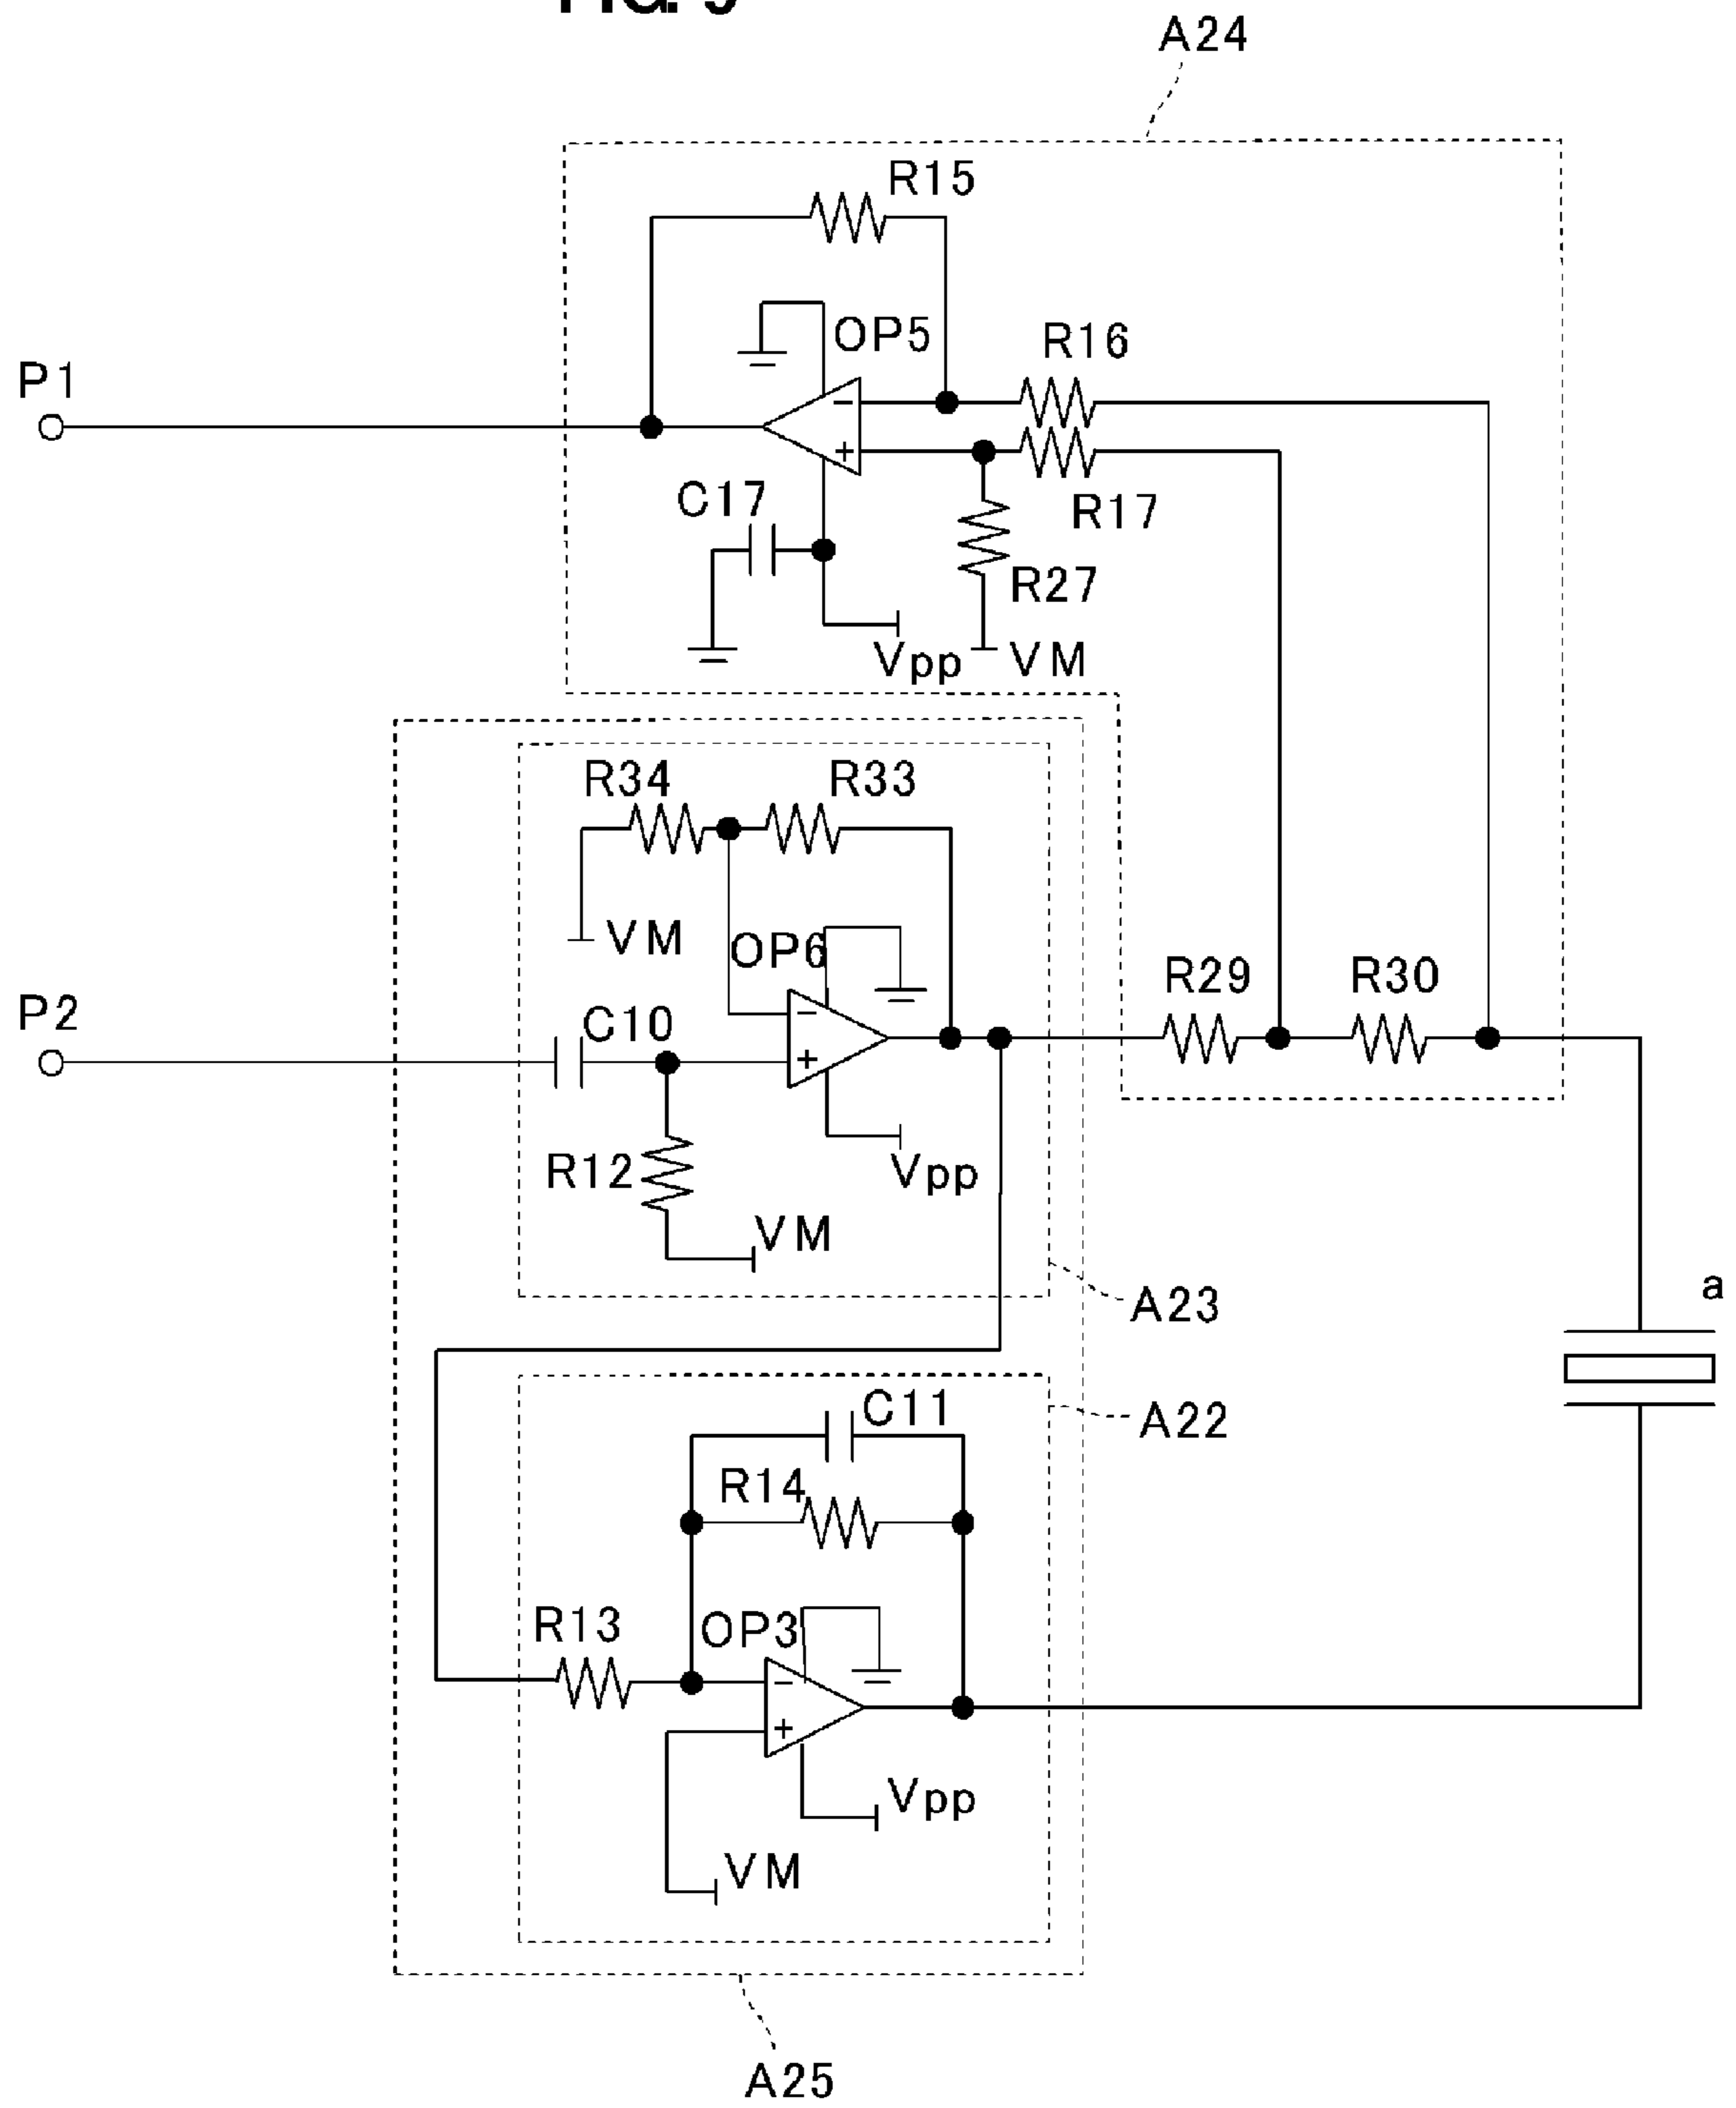 A24
R15
OP5
R16
P1
C17
R17
R27
Vpp
VM
R34
R33
VM
OP6
R29
R30
P2
C10
R12
Vpp
VM
A23
a
C11
A22
R14
R13
OP3
Vpp
VM
A25